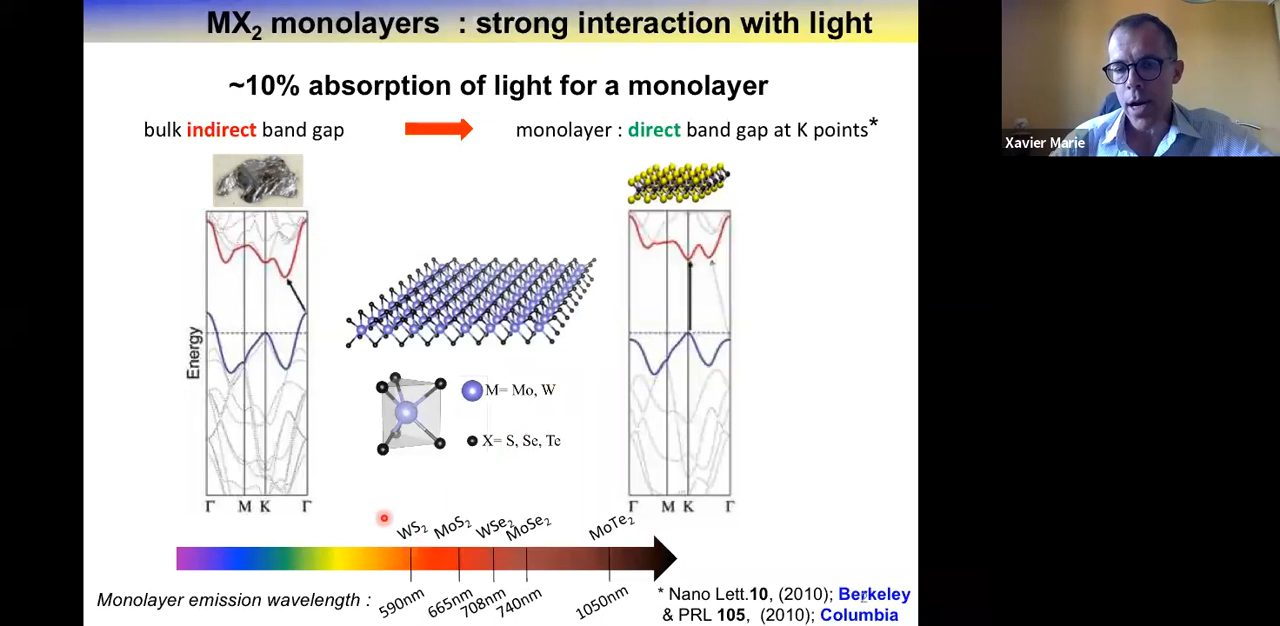 MX2 monolayers : strong interaction with light
~10% absorption of light for a monolayer
bulk indirect band gap
monolayer : direct band gap at K points*
Xavier Marie
Energy
Γ M K Γ
M= Mo, W
X= S, Se, Te
Γ M K Γ
WS2 MoS2 WSe2 MoSe2 MoTe2
590nm 665nm 708nm 740nm 1050nm
Monolayer emission wavelength :
* Nano Lett.10, (2010); Berkeley
& PRL 105, (2010); Columbia